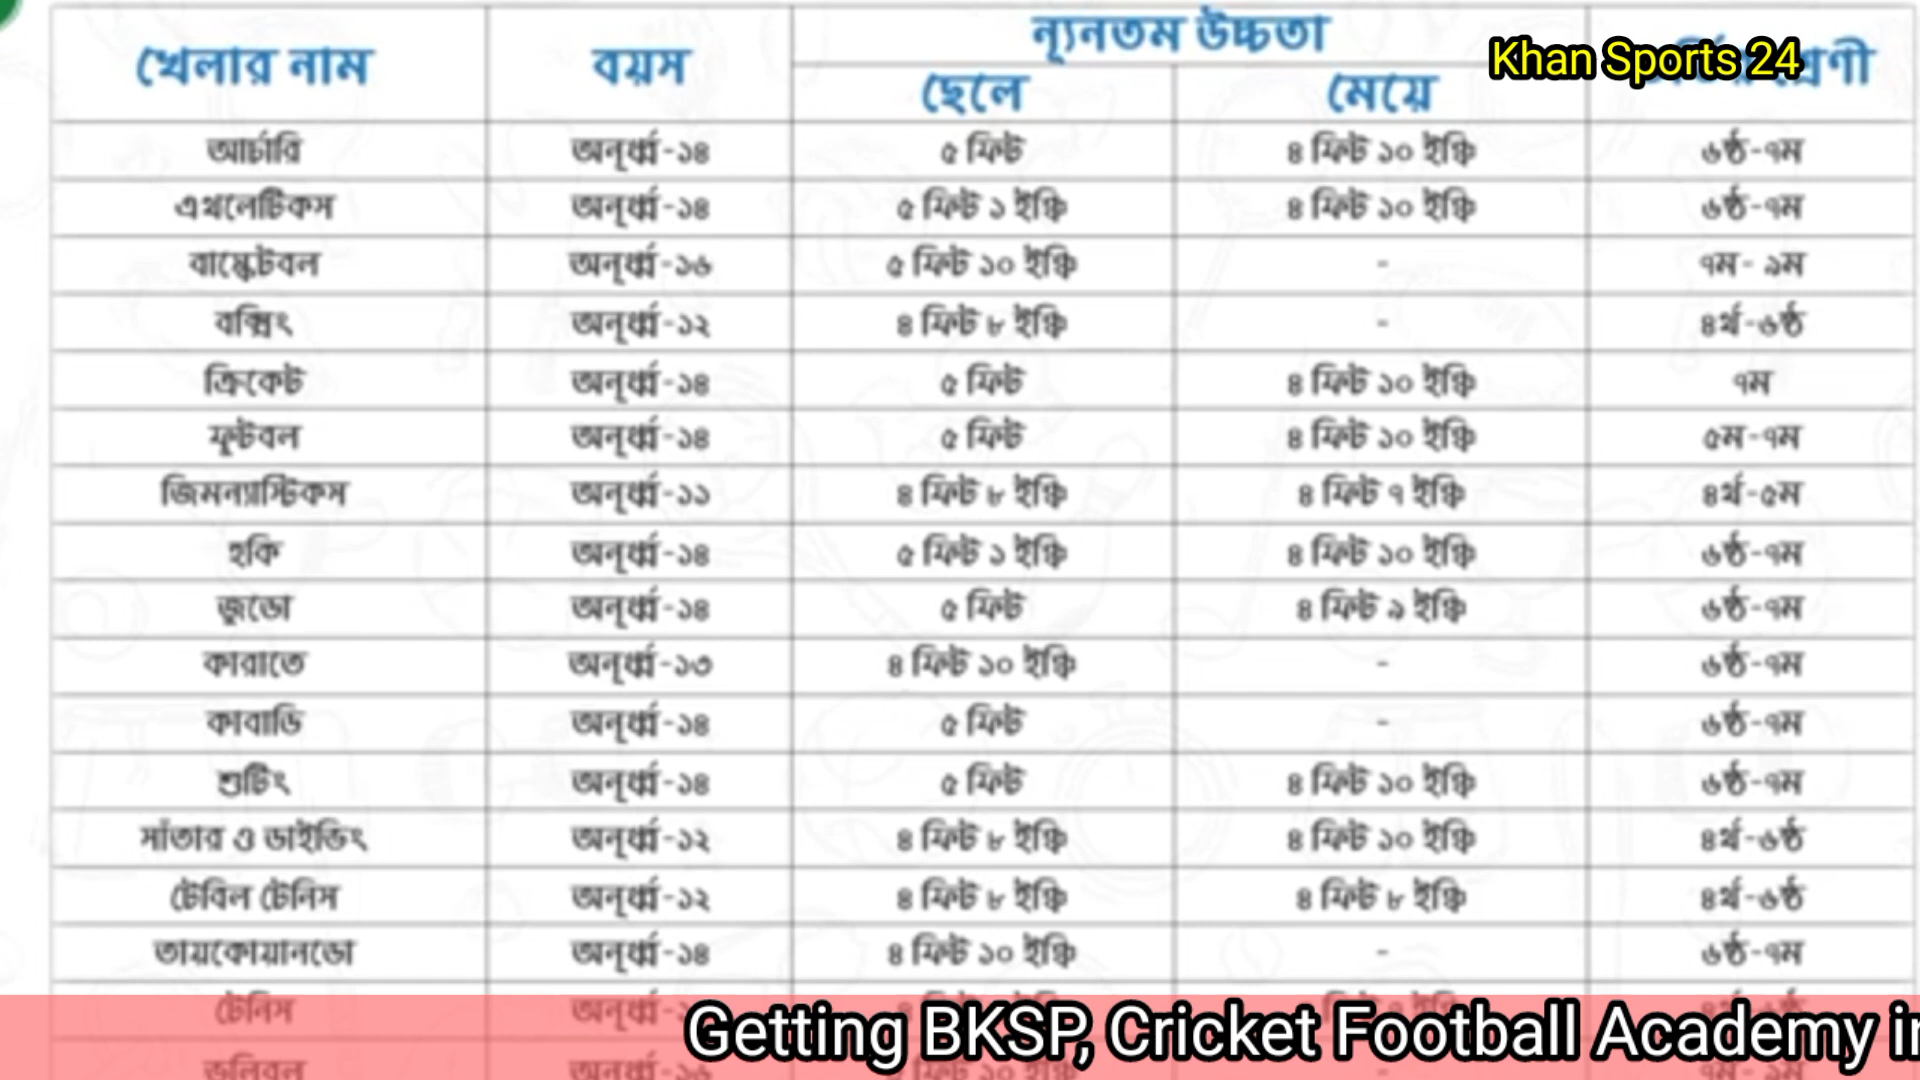 খেলার নাম বয়স ন্যূনতম উচ্চতা
ছেলে মেয়ে
Khan Sports 24
আর্চারি অনূর্ধ্ব-১৪ ৫ ফিট ৪ ফিট ১০ ইঞ্চি ৬ষ্ঠ-৭ম
এথলেটিকস অনূর্ধ্ব-১৪ ৫ ফিট ১ ইঞ্চি ৪ ফিট ১০ ইঞ্চি ৬ষ্ঠ-৭ম
বাস্কেটবল অনূর্ধ্ব-১৬ ৫ ফিট ১০ ইঞ্চি - ৭ম- ৯ম
বক্সিং অনূর্ধ্ব-১২ ৪ ফিট ৮ ইঞ্চি - ৪র্থ-৬ষ্ঠ
ক্রিকেট অনূর্ধ্ব-১৪ ৫ ফিট ৪ ফিট ১০ ইঞ্চি ৭ম
ফুটবল অনূর্ধ্ব-১৪ ৫ ফিট ৪ ফিট ১০ ইঞ্চি ৫ম-৭ম
জিমন্যাস্টিকস অনূর্ধ্ব-১১ ৪ ফিট ৮ ইঞ্চি ৪ ফিট ৭ ইঞ্চি ৪র্থ-৫ম
হকি অনূর্ধ্ব-১৪ ৫ ফিট ১ ইঞ্চি ৪ ফিট ১০ ইঞ্চি ৬ষ্ঠ-৭ম
জুডো অনূর্ধ্ব-১৪ ৫ ফিট ৪ ফিট ৯ ইঞ্চি ৬ষ্ঠ-৭ম
কারাতে অনূর্ধ্ব-১৩ ৪ ফিট ১০ ইঞ্চি - ৬ষ্ঠ-৭ম
কাবাডি অনূর্ধ্ব-১৪ ৫ ফিট - ৬ষ্ঠ-৭ম
শুটিং অনূর্ধ্ব-১৪ ৫ ফিট ৪ ফিট ১০ ইঞ্চি ৬ষ্ঠ-৭ম
সাঁতার ও ডাইভিং অনূর্ধ্ব-১২ ৪ ফিট ৮ ইঞ্চি ৪ ফিট ১০ ইঞ্চি ৪র্থ-৬ষ্ঠ
টেবিল টেনিস অনূর্ধ্ব-১২ ৪ ফিট ৮ ইঞ্চি ৪ ফিট ৮ ইঞ্চি ৪র্থ-৬ষ্ঠ
তায়কোয়ানডো অনূর্ধ্ব-১৪ ৪ ফিট ১০ ইঞ্চি - ৬ষ্ঠ-৭ম
টেনিস
Getting BKSP, Cricket Football Academy
ভলিবল অনূর্ধ্ব-১৬